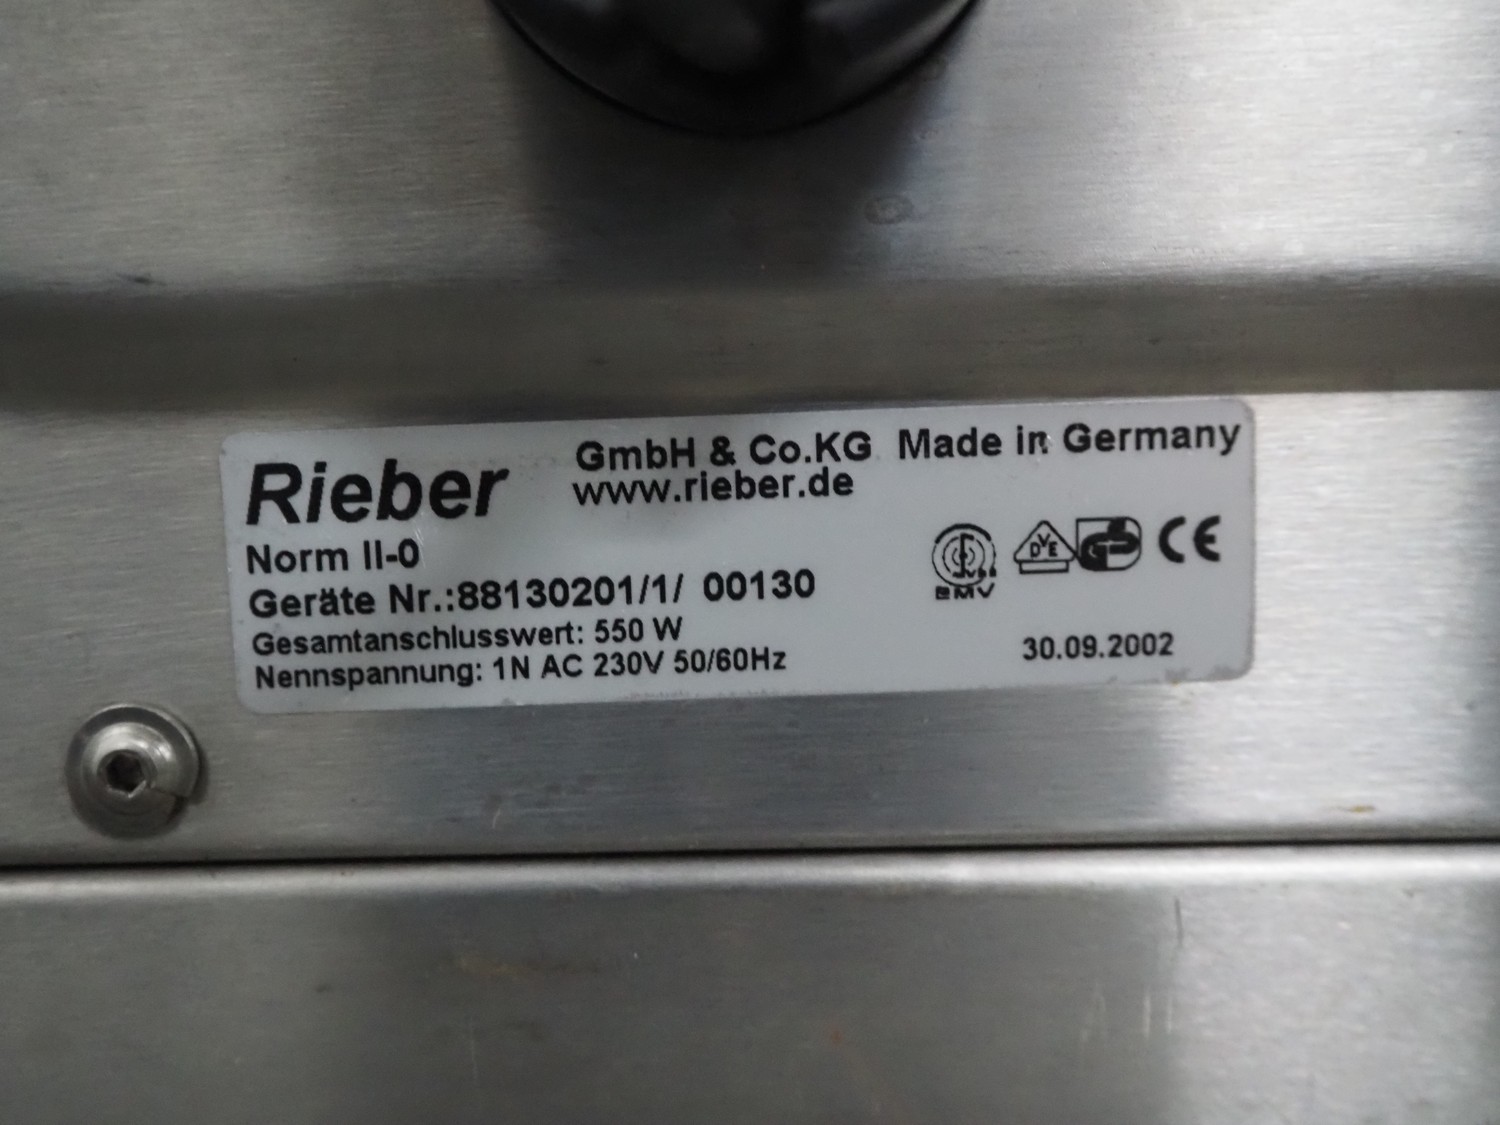 Rieber GmbH & Co.KG Made in Germany
www.rieber.de
Norm II-0
Geräte Nr.:88130201/1/ 00130
Gesamtanschlusswert: 550 W
Nennspannung: 1N AC 230V 50/60Hz
EMV
DVE
GS
CE
30.09.2002